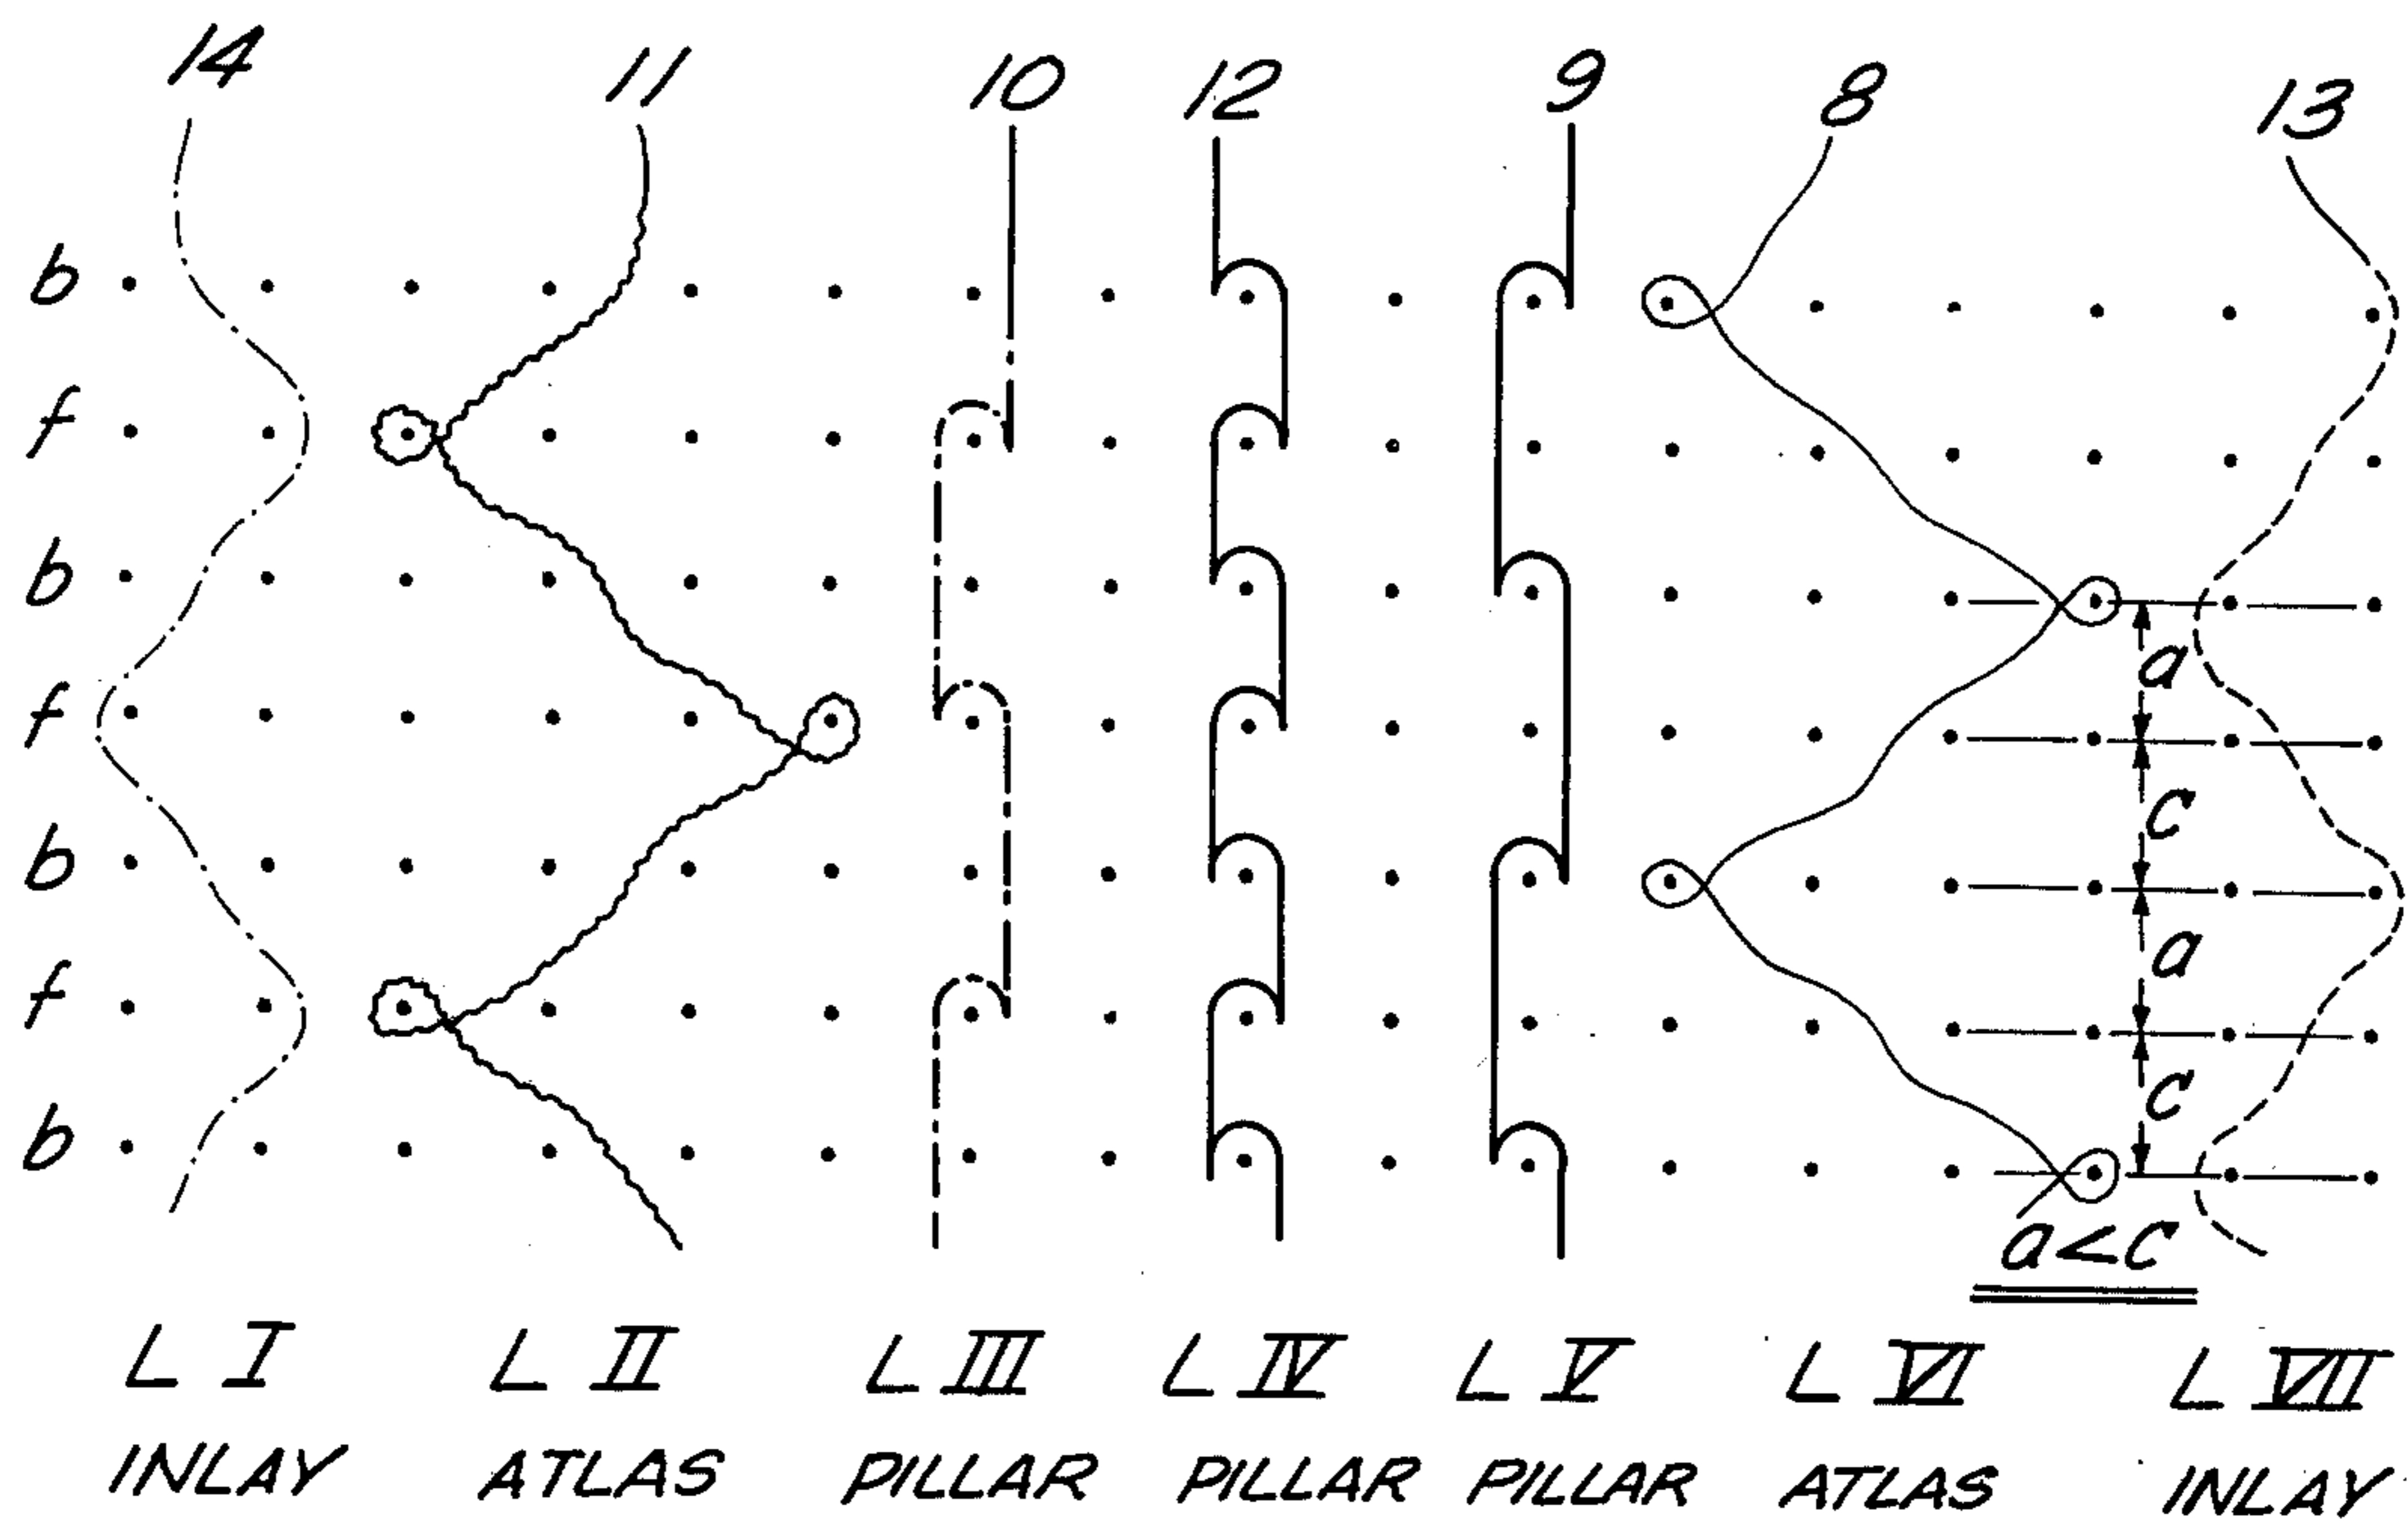 14 11 10 12 9 8 13
b
f
b
f
a
c
b
a
f
c
b
a<c
L I L II L III L IV L V L VI L VII
INLAY ATLAS PILLAR PILLAR PILLAR ATLAS INLAY